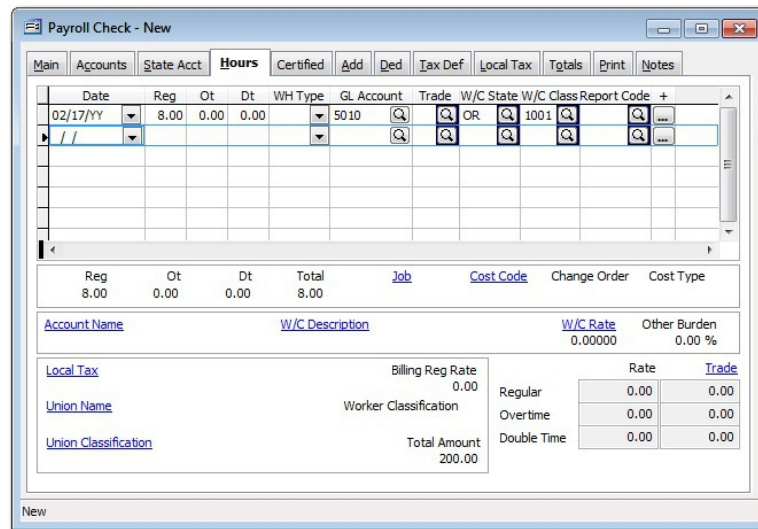 Payroll Check - New
Main Accounts State Acct Hours Certified Add Ded Tax Def Local Tax Totals Print Notes
Date Reg Ot Dt WH Type GL Account Trade W/C State W/C Class Report Code +
02/17/YY 8.00 0.00 0.00 5010 OR 1001 ...
/ / ...
Reg Ot Dt Total Job Cost Code Change Order Cost Type
8.00 0.00 0.00 8.00
Account Name W/C Description W/C Rate Other Burden
0.00000 0.00 %
Local Tax Billing Reg Rate
0.00
Union Name Worker Classification
Union Classification Total Amount
200.00
Rate Trade
Regular 0.00 0.00
Overtime 0.00 0.00
Double Time 0.00 0.00
New